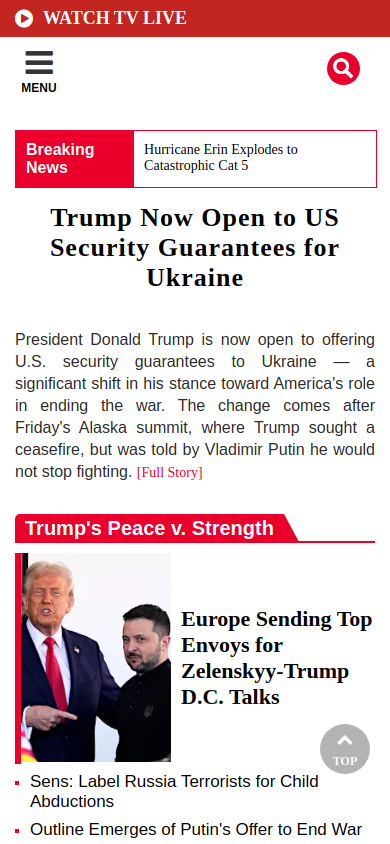 WATCH TV LIVE
MENU
Breaking
News
Hurricane Erin Explodes to
Catastrophic Cat 5
Trump Now Open to US
Security Guarantees for
Ukraine
President Donald Trump is now open to offering
U.S. security guarantees to Ukraine — a
significant shift in his stance toward America's role
in ending the war. The change comes after
Friday's Alaska summit, where Trump sought a
ceasefire, but was told by Vladimir Putin he would
not stop fighting. [Full Story]
Trump's Peace v. Strength
Europe Sending Top
Envoys for
Zelenskyy-Trump
D.C. Talks
TOP
Sens: Label Russia Terrorists for Child
Abductions
Outline Emerges of Putin's Offer to End War